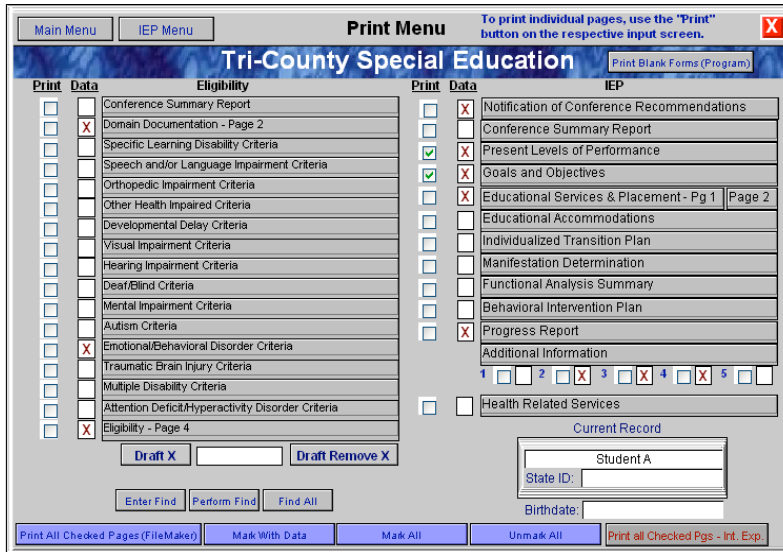 Main Menu IEP Menu Print Menu To print individual pages, use the "Print"
button on the respective input screen. X
Tri-County Special Education Print Blank Forms (Program)
Print Data Eligibility Print Data IEP
Conference Summary Report
X Domain Documentation - Page 2
Specific Learning Disability Criteria
Speech and/or Language Impairment Criteria
Orthopedic Impairment Criteria
Other Health Impaired Criteria
Developmental Delay Criteria
Visual Impairment Criteria
Hearing Impairment Criteria
Deaf/Blind Criteria
Mental Impairment Criteria
Autism Criteria
X Emotional/Behavioral Disorder Criteria
Traumatic Brain Injury Criteria
Multiple Disability Criteria
Attention Deficit/Hyperactivity Disorder Criteria
X Eligibility - Page 4
Draft X Draft Remove X
Enter Find Perform Find Find All
X Notification of Conference Recommendations
Conference Summary Report
X Present Levels of Performance
X Goals and Objectives
X Educational Services & Placement - Pg 1 Page 2
Educational Accommodations
Individualized Transition Plan
Manifestation Determination
Functional Analysis Summary
Behavioral Intervention Plan
X Progress Report
Additional Information
1 2 X 3 X 4 X 5
Health Related Services
Current Record
Student A
State ID:
Birthdate:
Print All Checked Pages (FileMaker) Mark With Data Mark All Unmark All Print all Checked Pgs - Int. Exp.